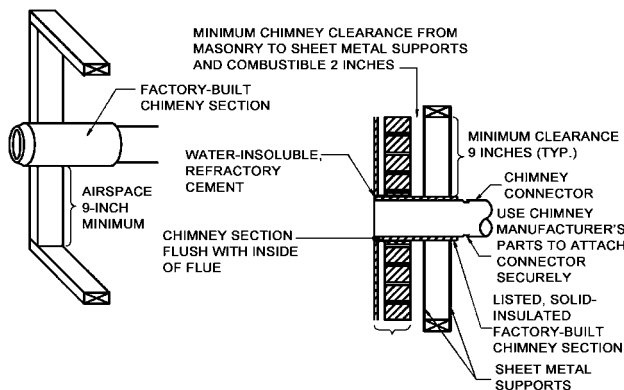 MINIMUM CHIMNEY CLEARANCE FROM
MASONRY TO SHEET METAL SUPPORTS
AND COMBUSTIBLE 2 INCHES
FACTORY-BUILT
CHIMENY SECTION
AIRSPACE
9-INCH
MINIMUM
WATER-INSOLUBLE,
REFRACTORY
CEMENT
CHIMNEY SECTION
FLUSH WITH INSIDE
OF FLUE
MINIMUM CLEARANCE
9 INCHES (TYP.)
CHIMNEY
CONNECTOR
USE CHIMNEY
MANUFACTURER'S
PARTS TO ATTACH
CONNECTOR
SECURELY
LISTED, SOLID-
INSULATED
FACTORY-BUILT
CHIMNEY SECTION
SHEET METAL
SUPPORTS